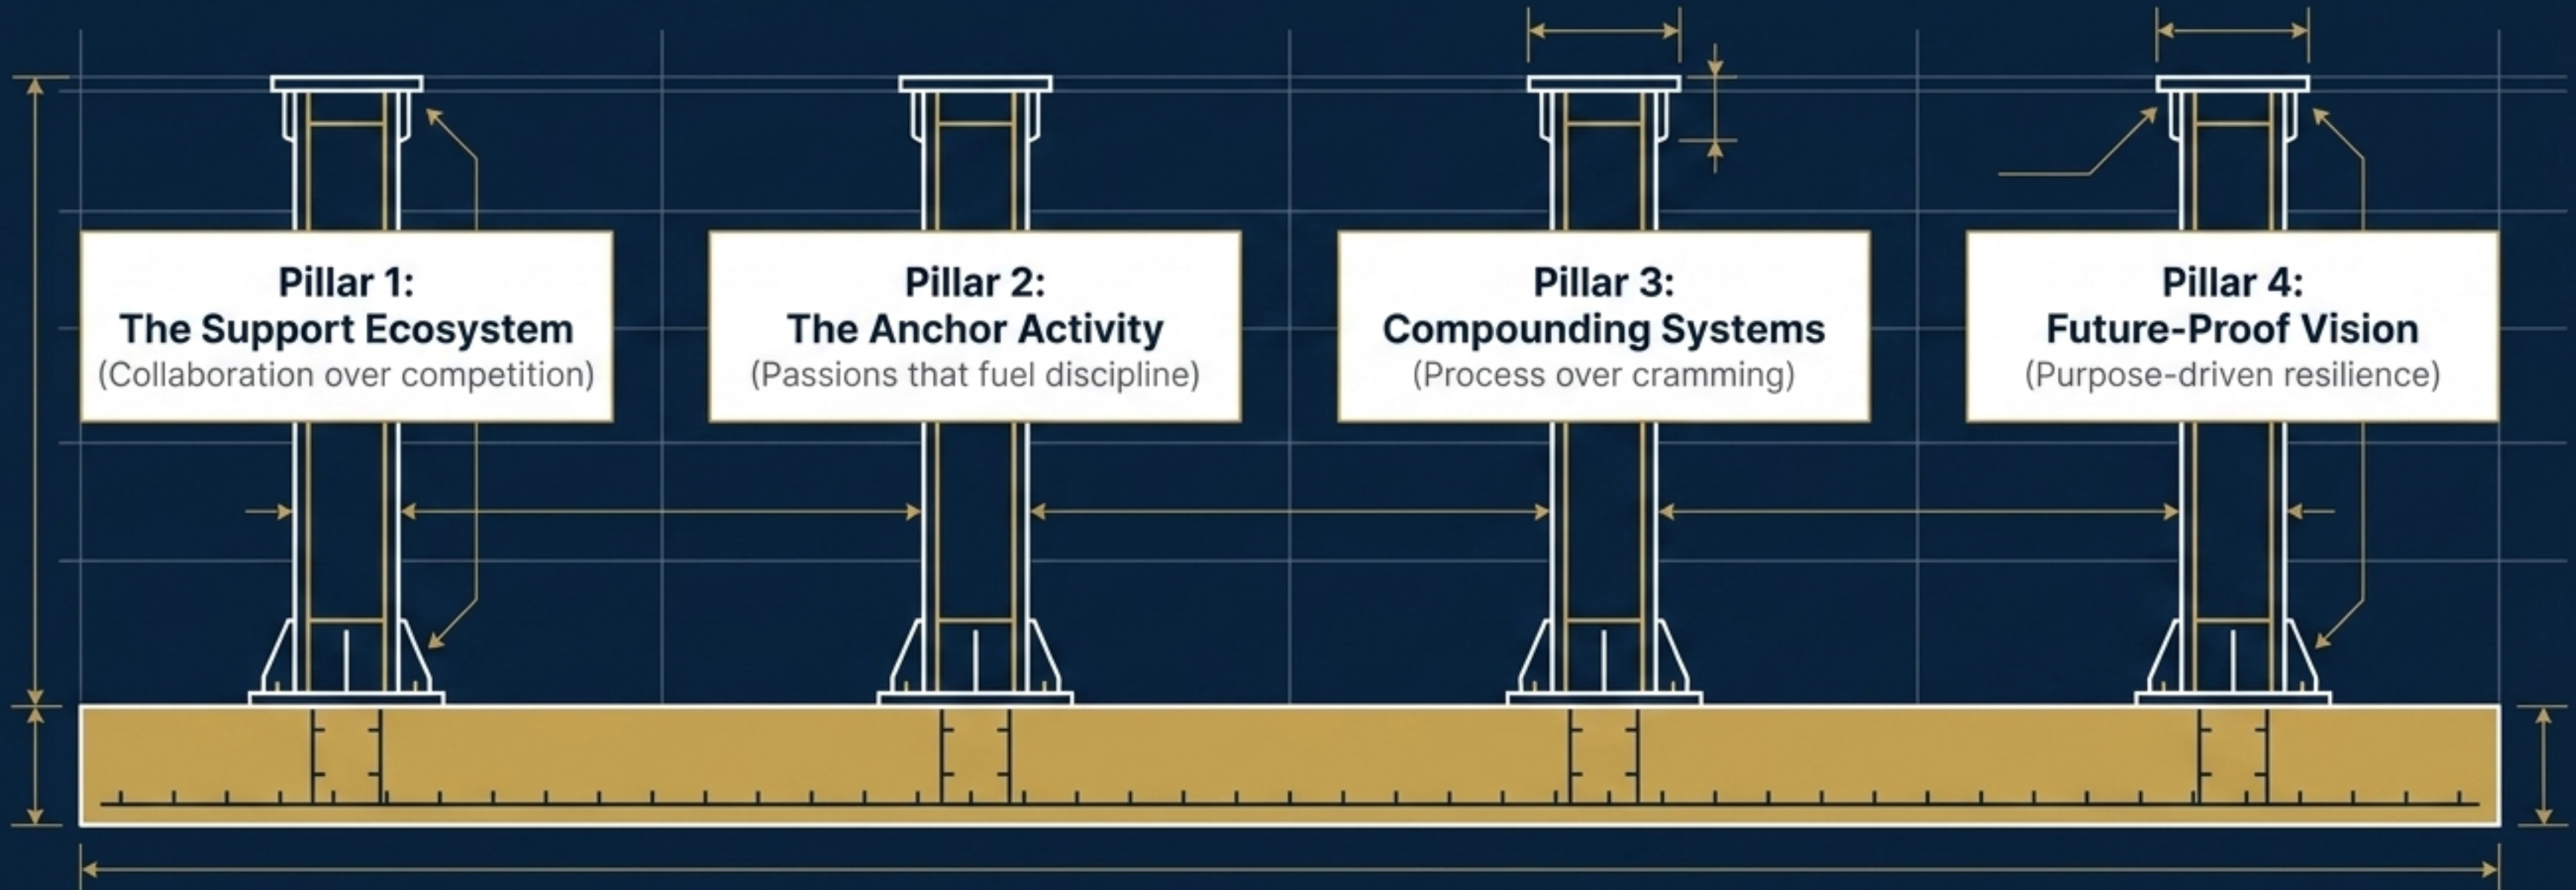 Pillar 1:
The Support Ecosystem
(Collaboration over competition)
Pillar 2:
The Anchor Activity
(Passions that fuel discipline)
Pillar 3:
Compounding Systems
(Process over cramming)
Pillar 4:
Future-Proof Vision
(Purpose-driven resilience)